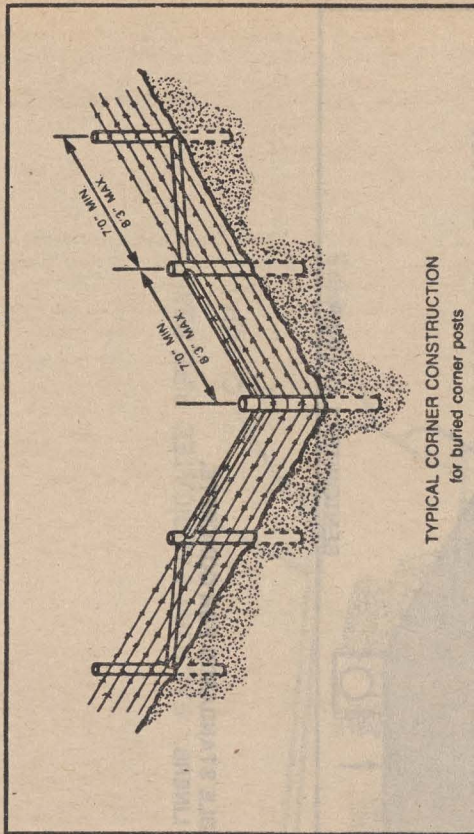 7'0" MIN
8'3" MAX.
7'0" MIN.
8'3" MAX.
TYPICAL CORNER CONSTRUCTION
for buried corner posts